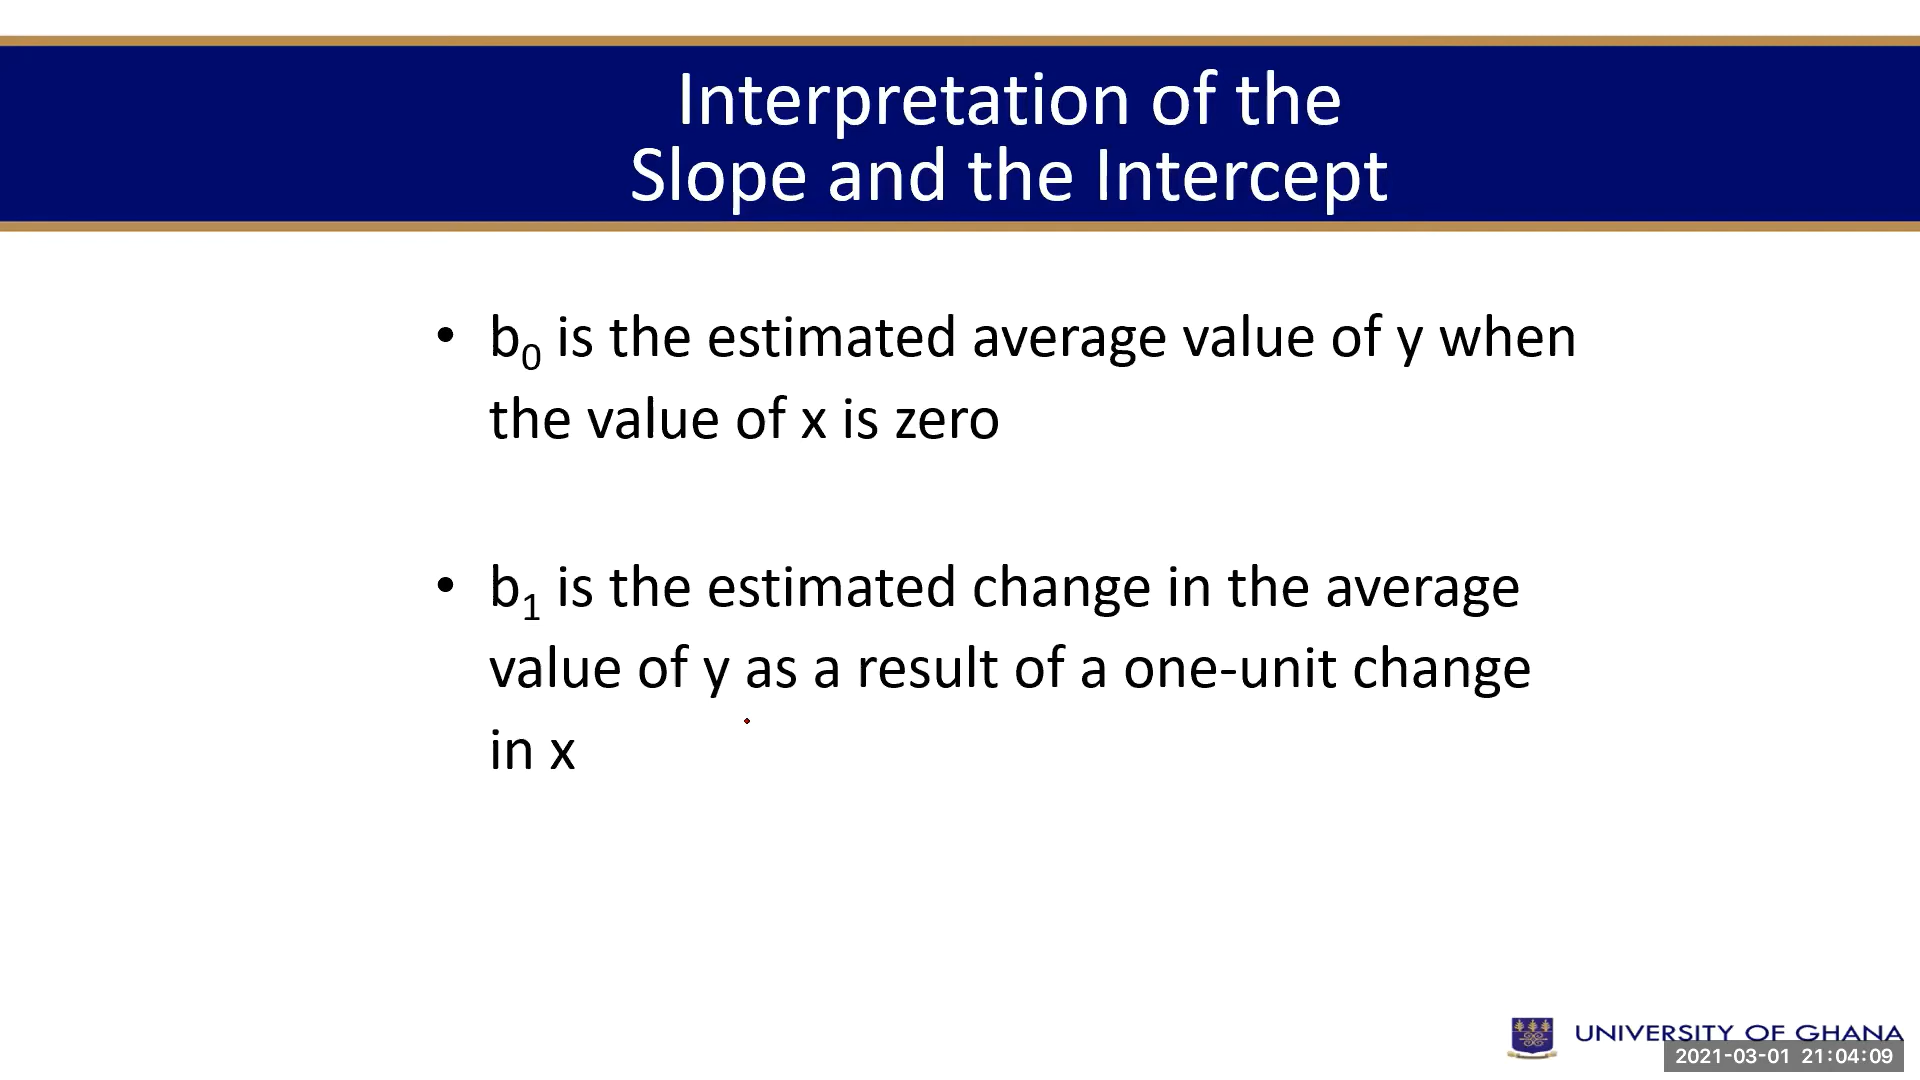 Interpretation of the
Slope and the Intercept
• b₀ is the estimated average value of y when
the value of x is zero
• b₁ is the estimated change in the average
value of y as a result of a one-unit change
in x
UNIVERSITY OF GHANA
2021-03-01 21:04:09